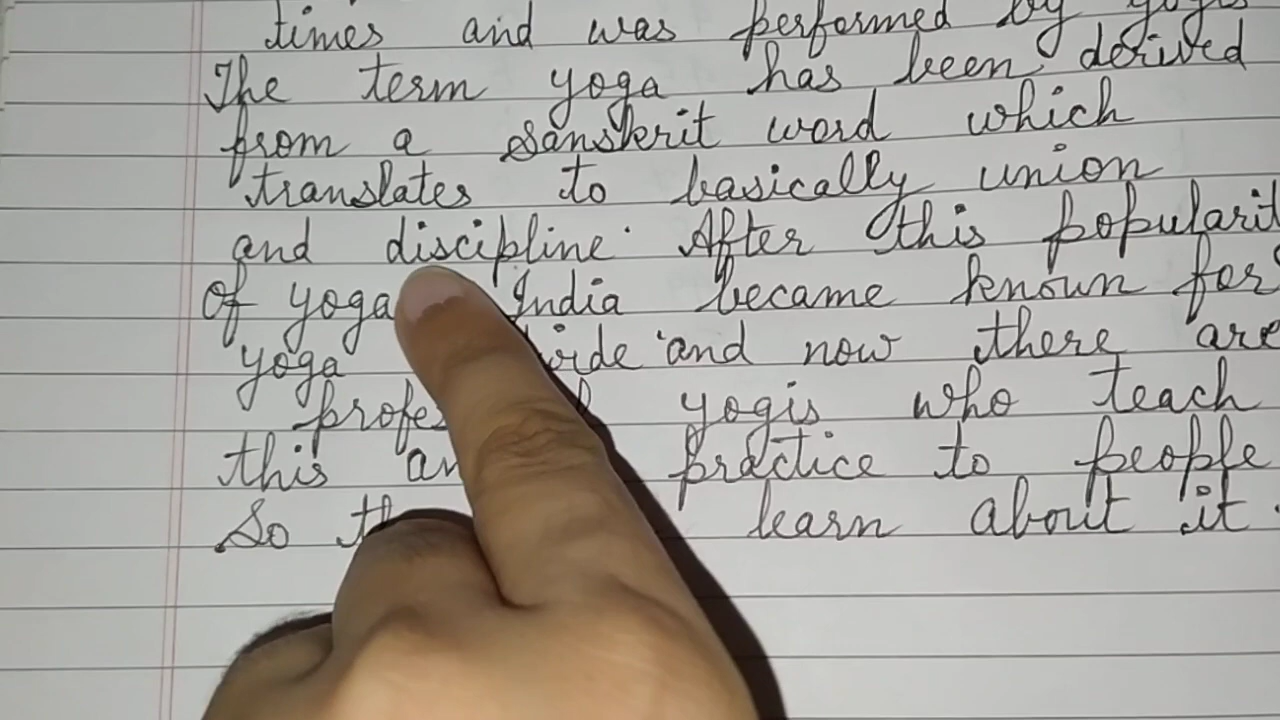 times and was performed by yogis
The term yoga has been derived
from a sanskrit word which
translates to basically union
and discipline. After this popularit
of yoga India became known for
yoga and now there are
yogis who teach
this practice to people
So learn about it.